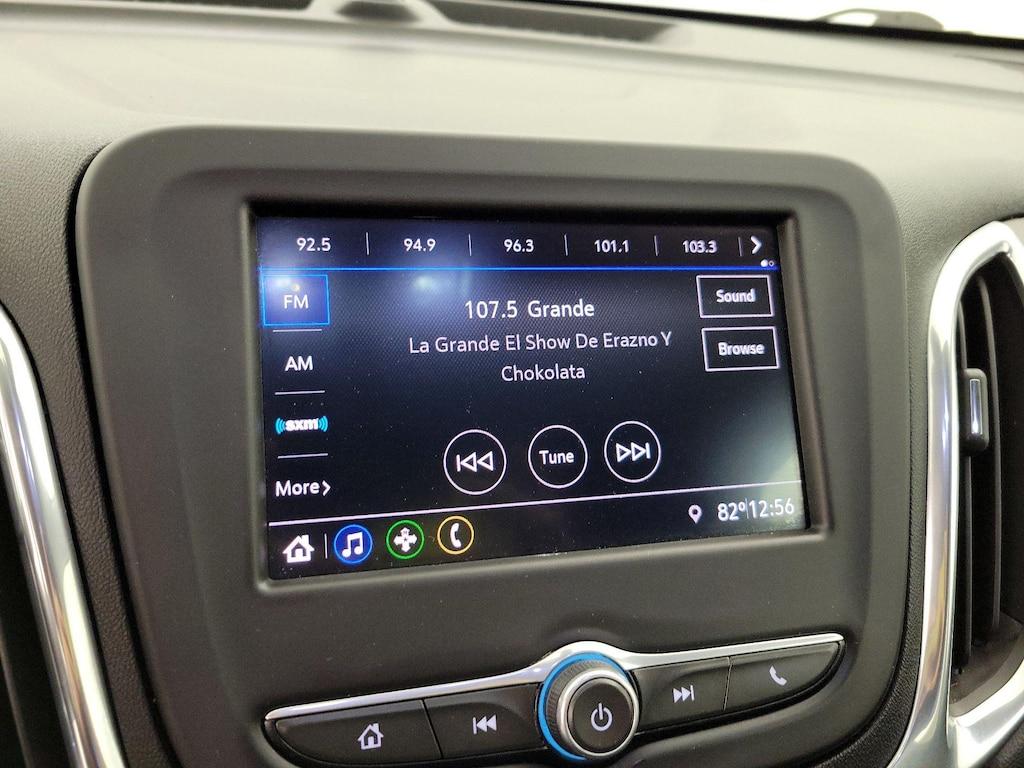 92.5 94.9 96.3 101.1 103.3
FM
107.5 Grande
Sound
La Grande El Show De Erazno Y
Chokolata
Browse
AM
sxm
Tune
More
82° 12:56